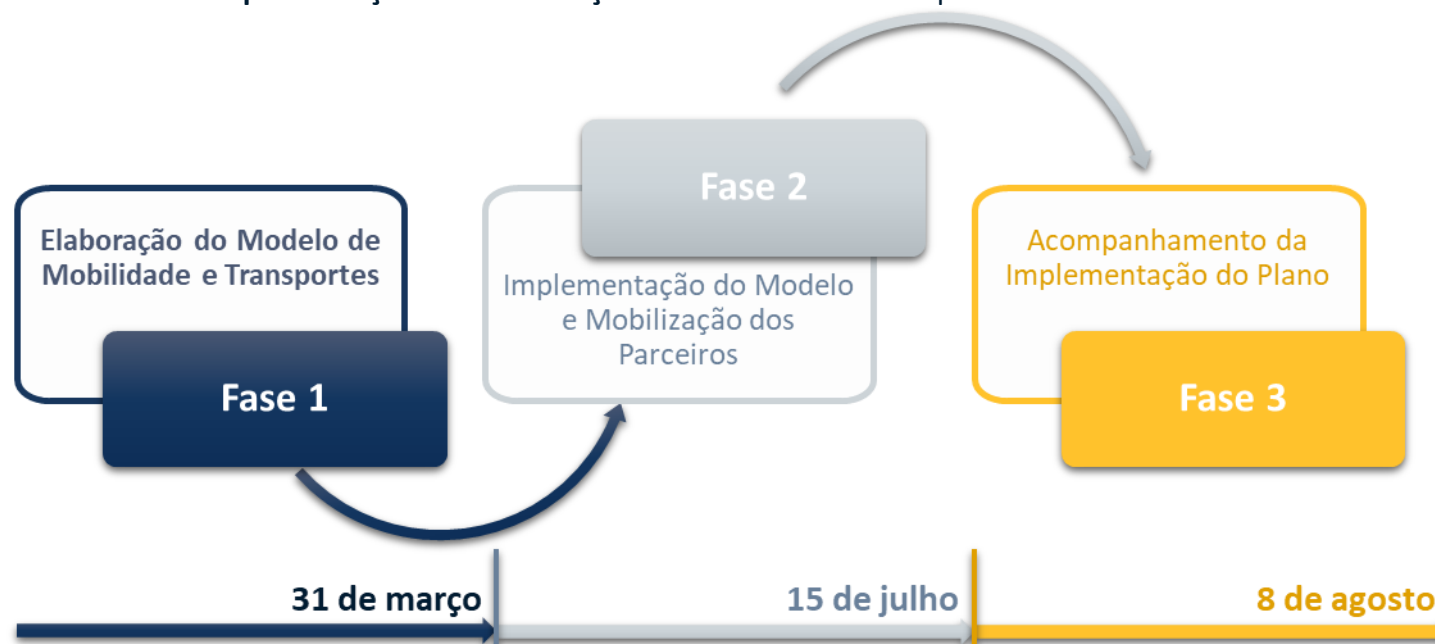 Elaboração do Modelo de
Mobilidade e Transportes
Fase 1
Fase 2
Implementação do Modelo
e Mobilização dos
Parceiros
Acompanhamento da
Implementação do Plano
Fase 3
31 de março
15 de julho
8 de agosto